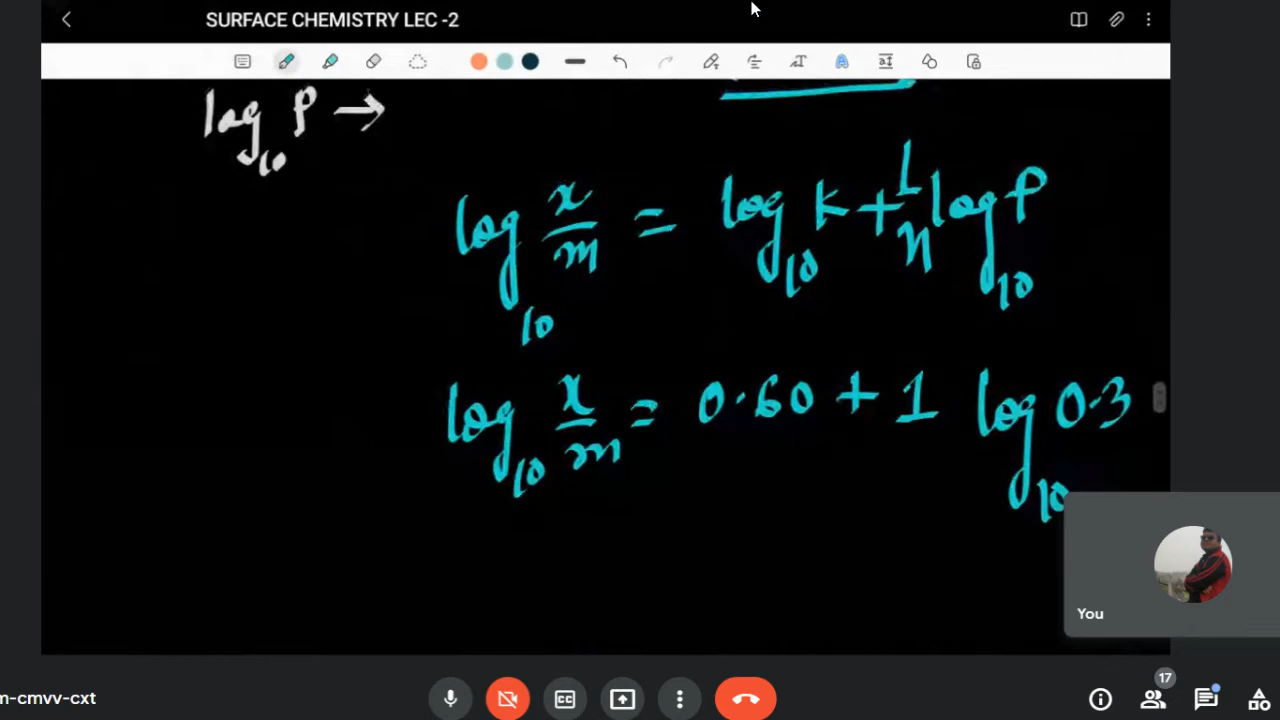 SURFACE CHEMISTRY LEC -2
log₁₀ P →
log₁₀ x/m = log₁₀ K + 1/n log₁₀ P
log₁₀ x/m = 0.60 + 1 log₁₀ 0.3
You
m-cmvv-cxt
17